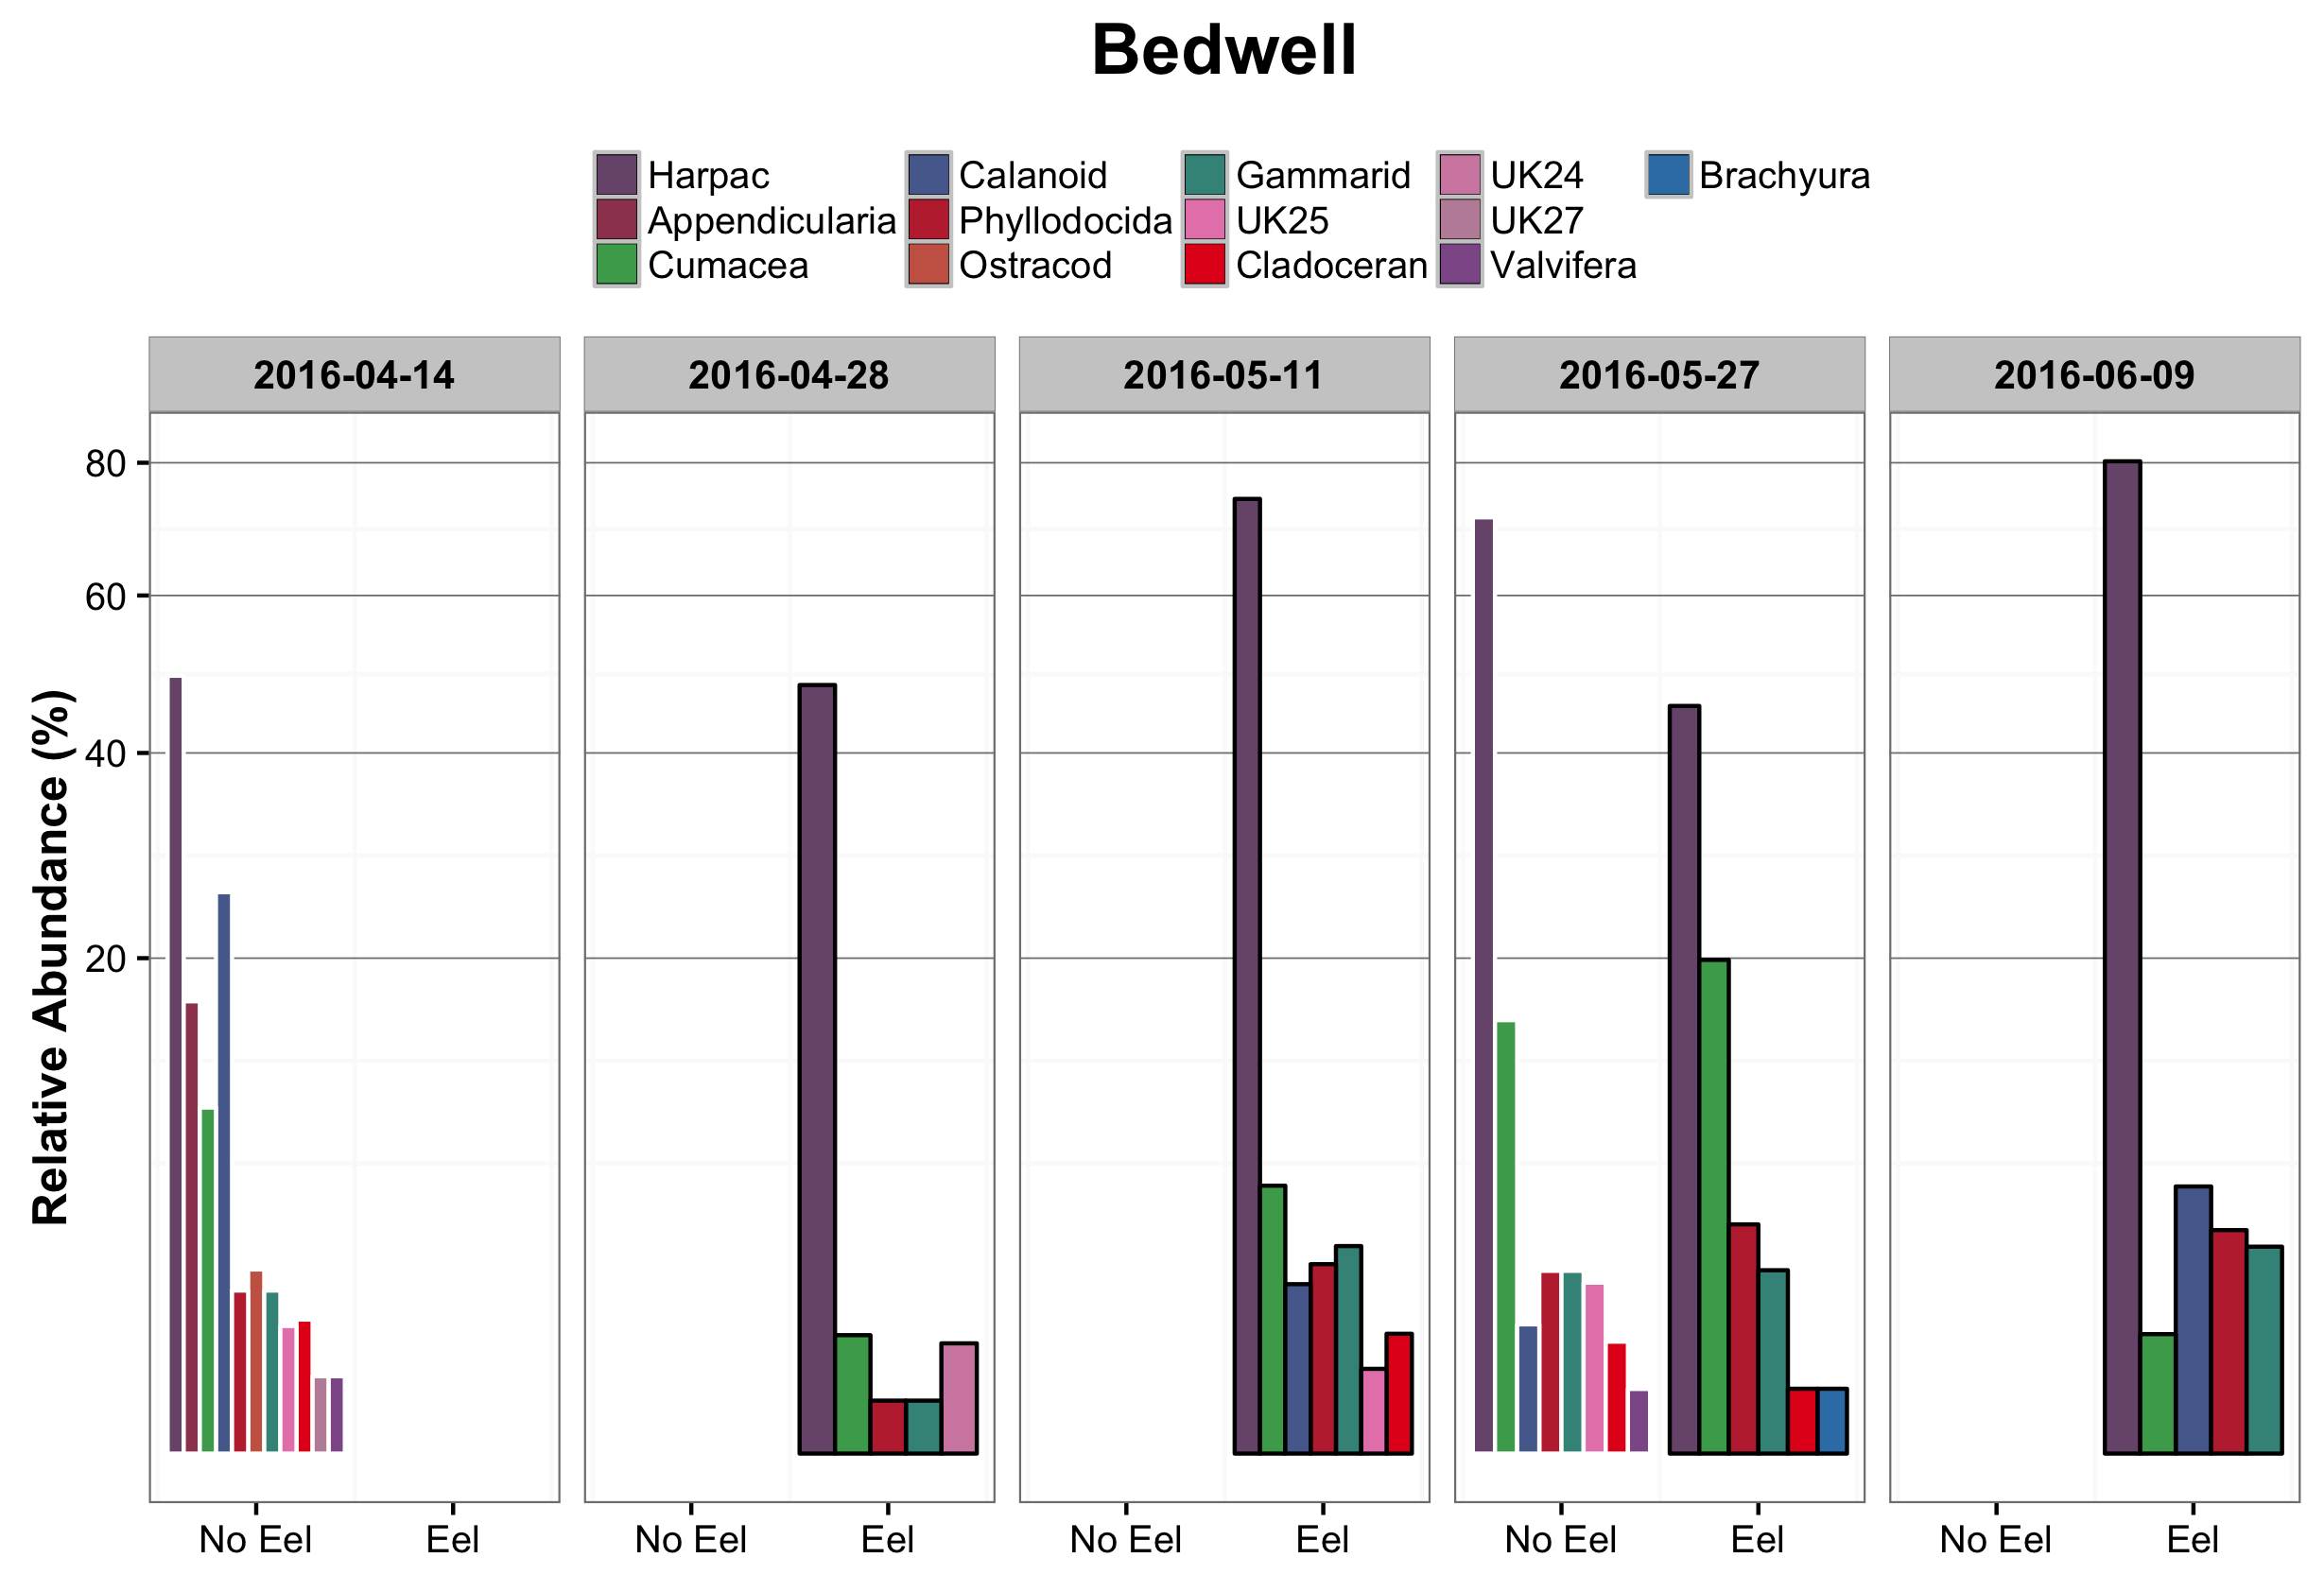 Bedwell
Harpac Calanoid Gammarid UK24 Brachyura
Appendicularia Phyllodocida UK25 UK27
Cumacea Ostracod Cladoceran Valvifera
2016-04-14 2016-04-28 2016-05-11 2016-05-27 2016-06-09
80
60
40
20
Relative Abundance (%)
No Eel Eel No Eel Eel No Eel Eel No Eel Eel No Eel Eel